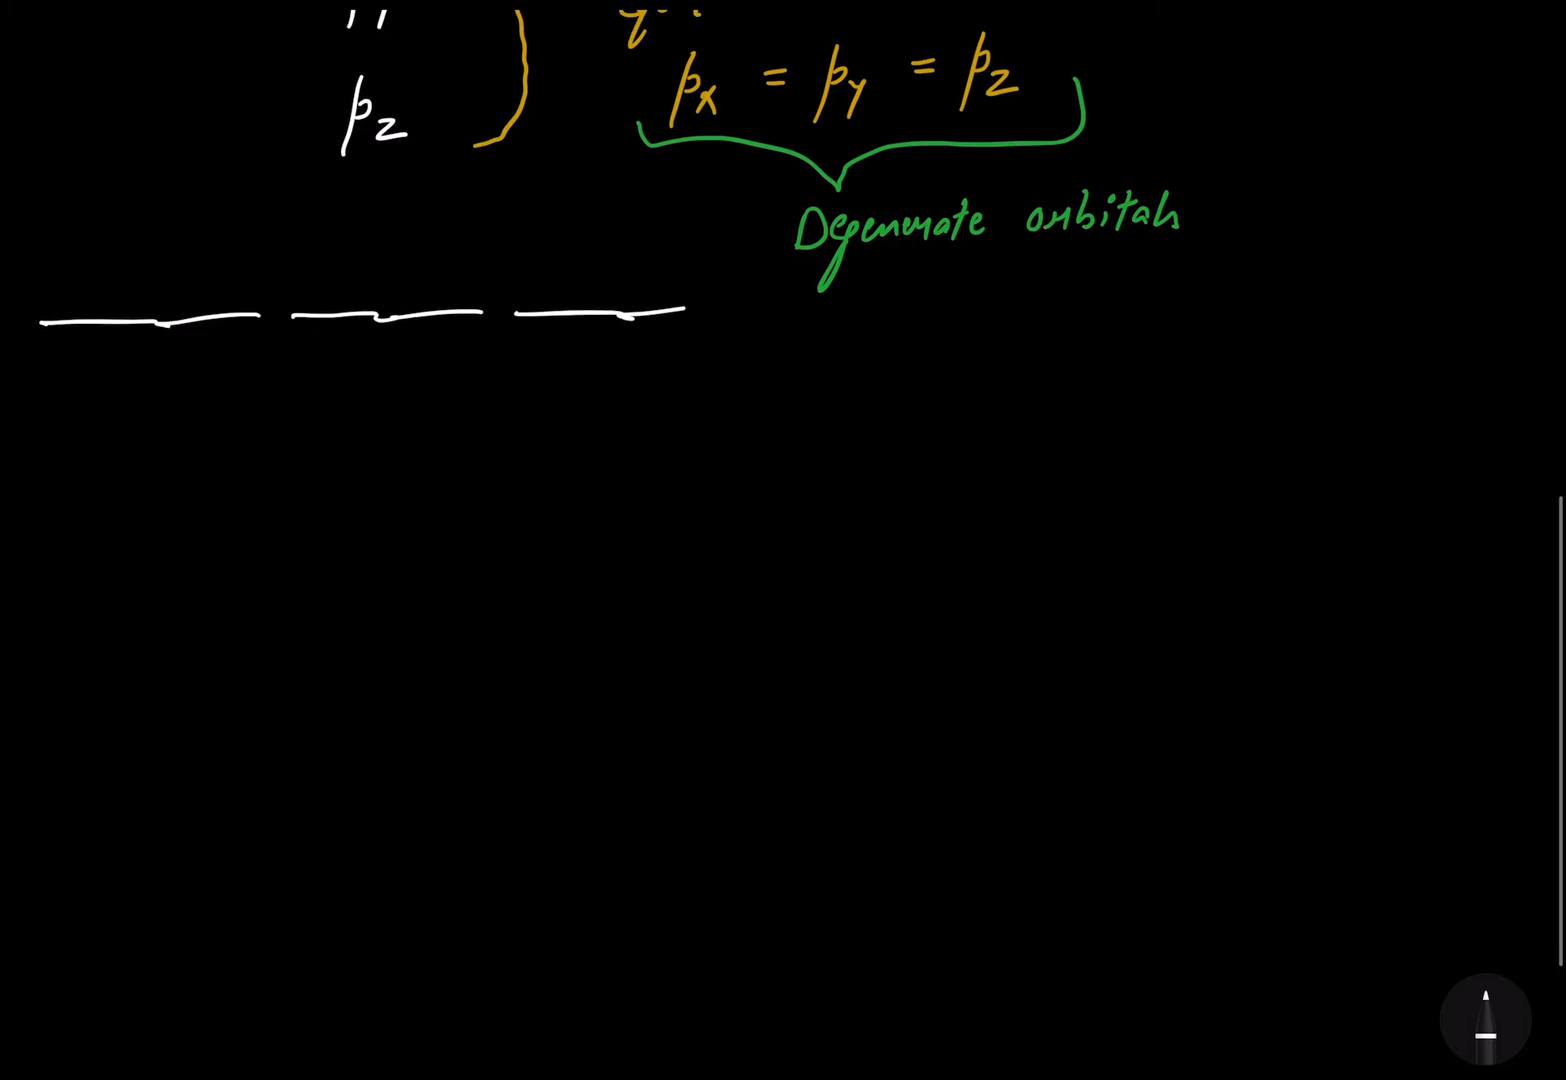 pz
px = py = pz
Degenerate orbitals